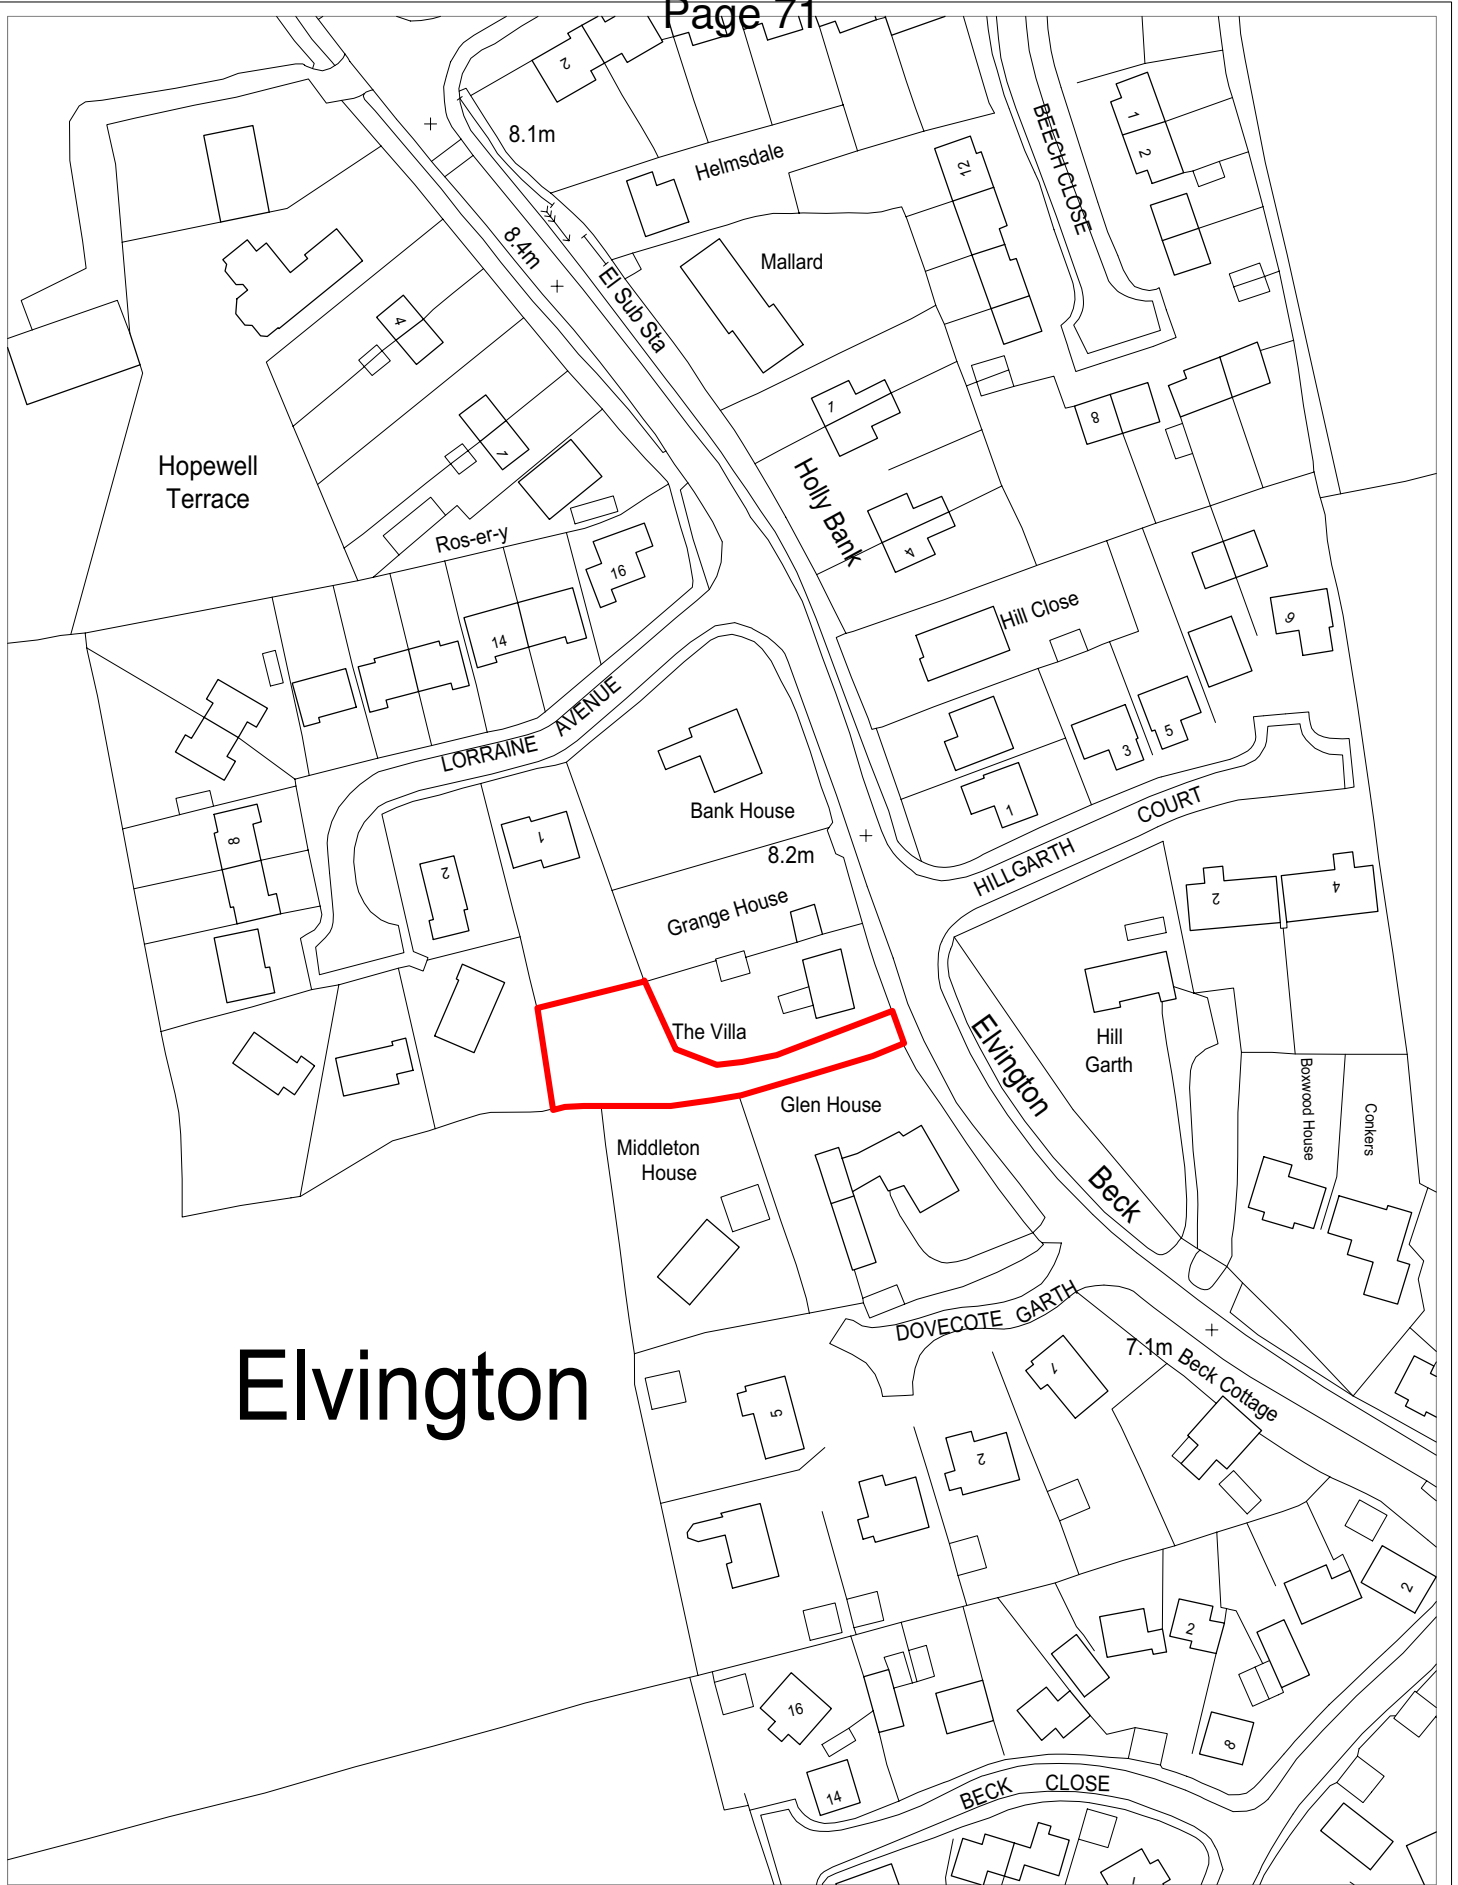 Page 71
2
8.1m
Helmsdale
12
BEECH CLOSE
1
2
8.4m
El Sub Sta
Mallard
4
7
1
8
Hopewell
Terrace
Ros-er-y
Holly Bank
4
16
14
Hill Close
9
LORRAINE AVENUE
3
5
1
Bank House
8.2m
HILLGARTH COURT
8
2
1
Grange House
2
4
The Villa
Elvington
Beck
Hill
Garth
Boxwood House
Conkers
Glen House
Middleton
House
DOVECOTE GARTH
7.1m
Beck Cottage
Elvington
5
1
2
2
2
16
8
14
BECK CLOSE